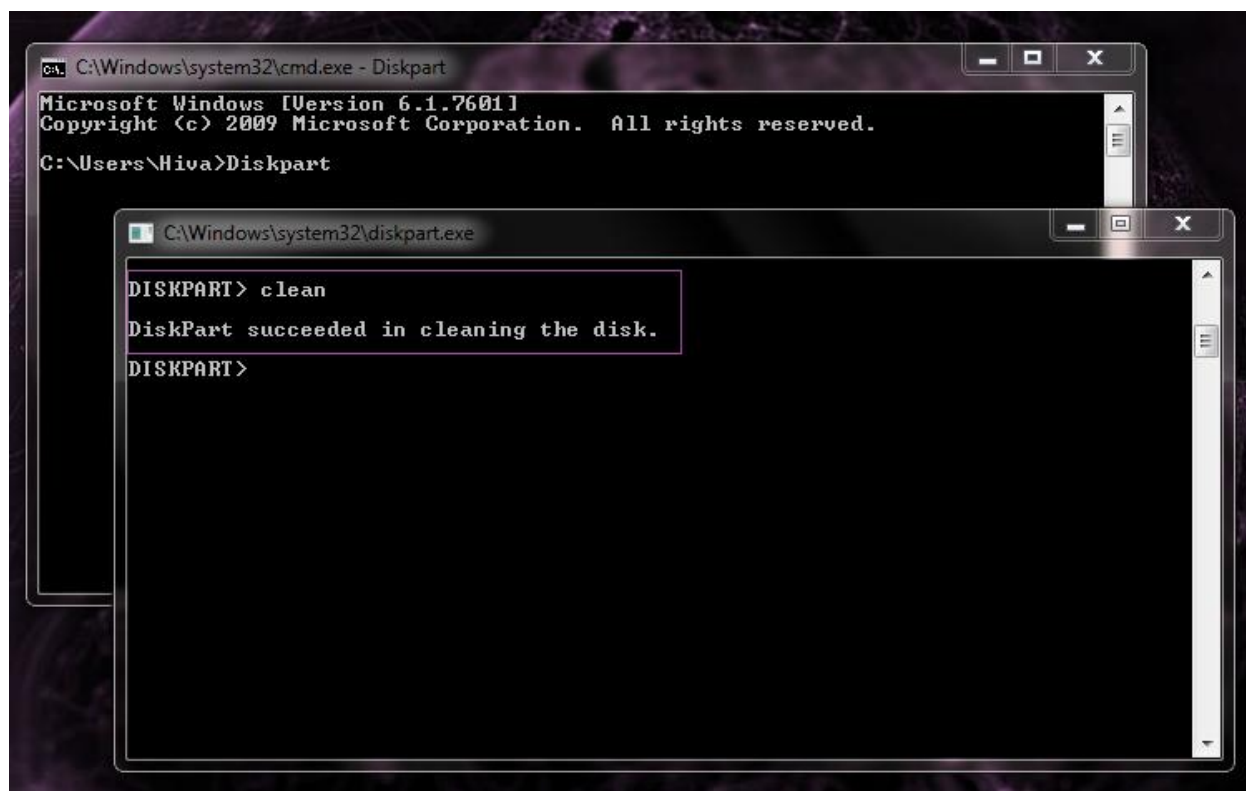 C:\Windows\system32\cmd.exe - Diskpart
Microsoft Windows [Version 6.1.7601]
Copyright (c) 2009 Microsoft Corporation.  All rights reserved.
C:\Users\Hiva>Diskpart
C:\Windows\system32\diskpart.exe
DISKPART> clean
DiskPart succeeded in cleaning the disk.
DISKPART>